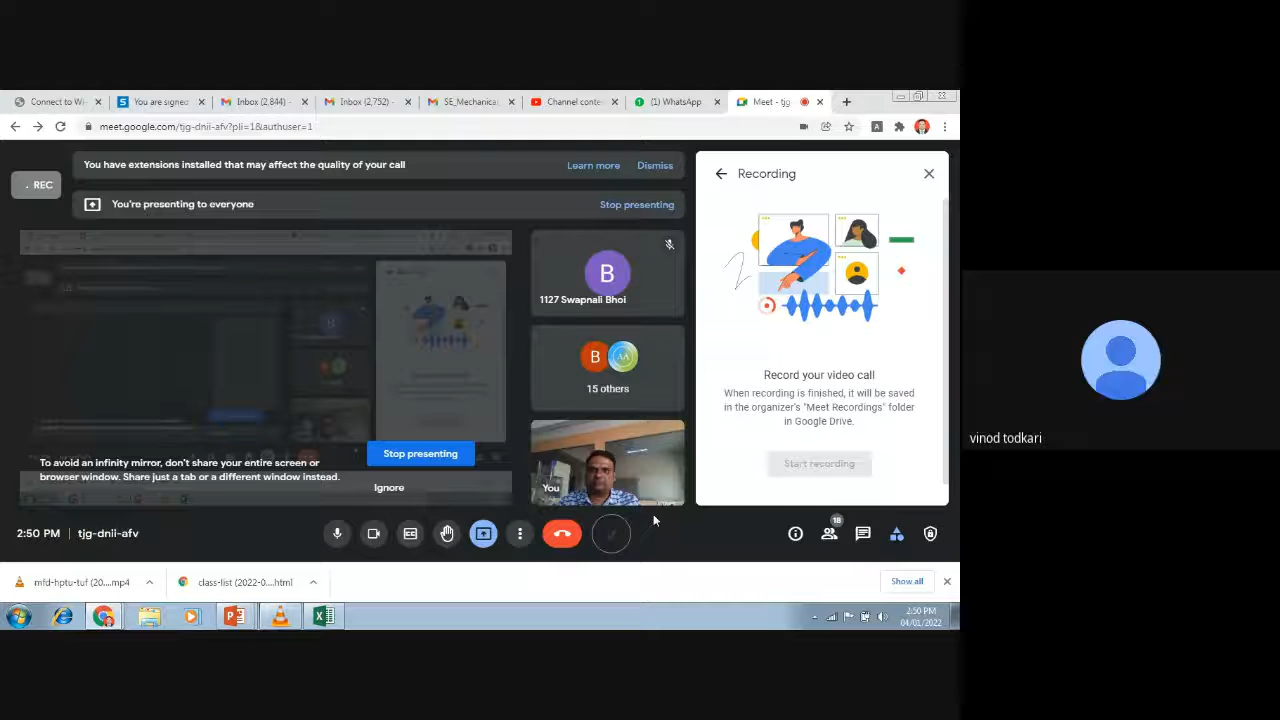 Connect to Wi-
You are signe
Inbox (2,844) -
Inbox (2,752) -
SE_Mechanica
Channel conte
(1) WhatsApp
Meet - tjg
meet.google.com/tjg-dnii-afv?pli=1&authuser=1
You have extensions installed that may affect the quality of your call
Learn more
Dismiss
REC
You're presenting to everyone
Stop presenting
Recording
B
1127 Swapnali Bhoi
B
AA
15 others
You
To avoid an infinity mirror, don't share your entire screen or
browser window. Share just a tab or a different window instead.
Stop presenting
Ignore
2
Record your video call
When recording is finished, it will be saved
in the organizer's "Meet Recordings" folder
in Google Drive.
Start recording
vinod todkari
2:50 PM | tjg-dnii-afv
18
mfd-hptu-tuf (20....mp4
class-list (2022-0....html
Show all
2:50 PM
04/01/2022